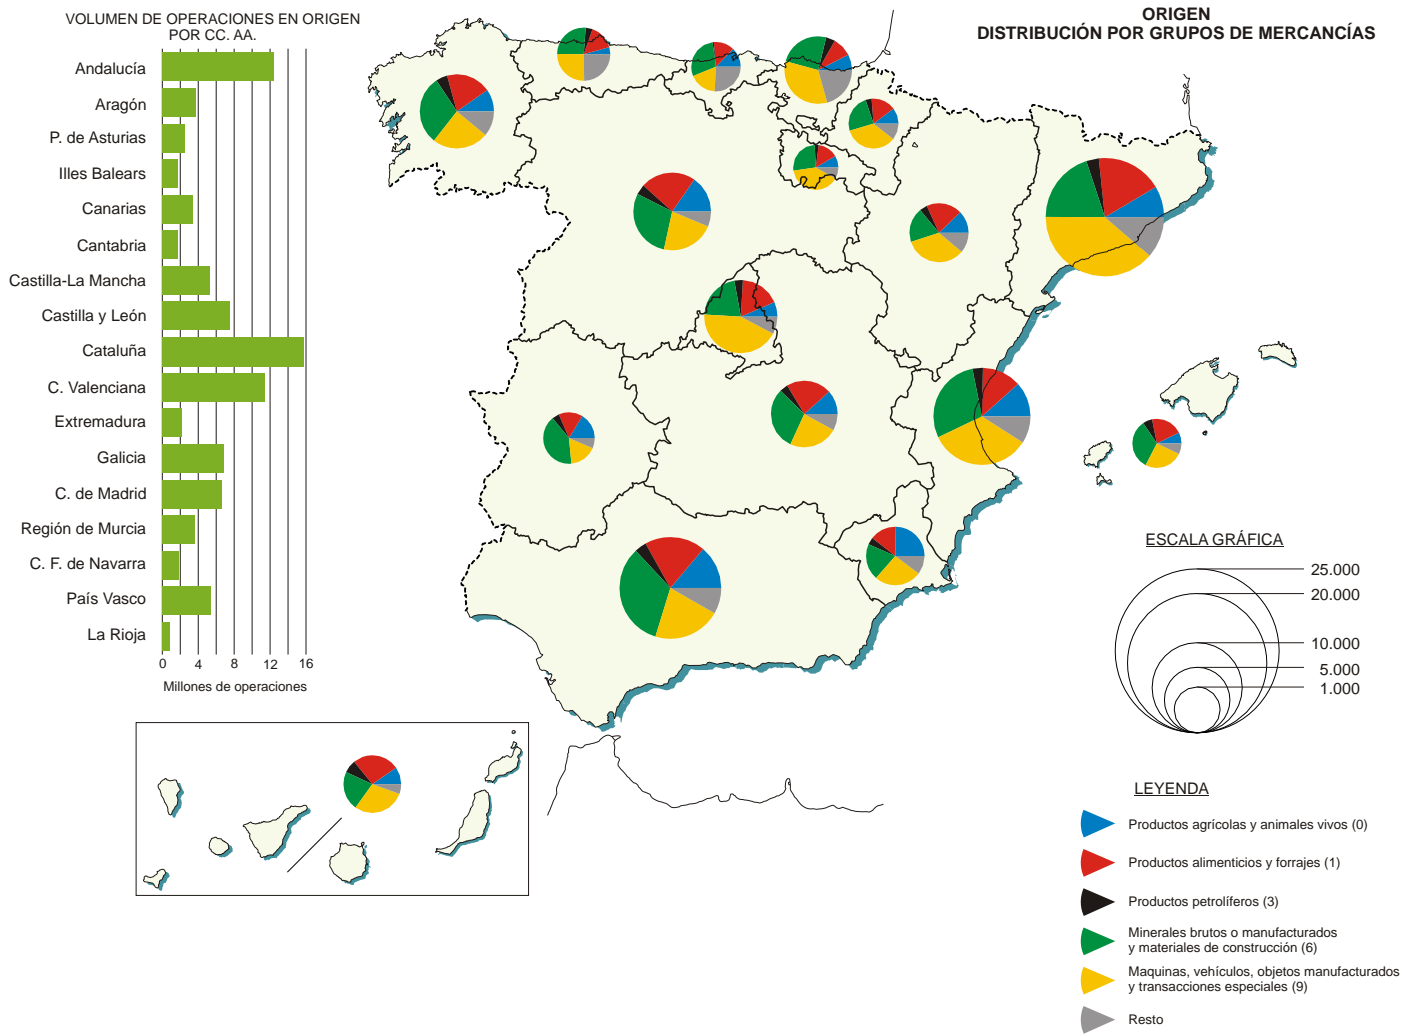 VOLUMEN DE OPERACIONES EN ORIGEN
POR CC. AA.
Andalucía
Aragón
P. de Asturias
Illes Balears
Canarias
Cantabria
Castilla-La Mancha
Castilla y León
Cataluña
C. Valenciana
Extremadura
Galicia
C. de Madrid
Región de Murcia
C. F. de Navarra
País Vasco
La Rioja
0 4 8 12 16
Millones de operaciones
ORIGEN
DISTRIBUCIÓN POR GRUPOS DE MERCANCÍAS
ESCALA GRÁFICA
25.000
20.000
10.000
5.000
1.000
LEYENDA
Productos agrícolas y animales vivos (0)
Productos alimenticios y forrajes (1)
Productos petrolíferos (3)
Minerales brutos o manufacturados
y materiales de construcción (6)
Maquinas, vehículos, objetos manufacturados
y transacciones especiales (9)
Resto